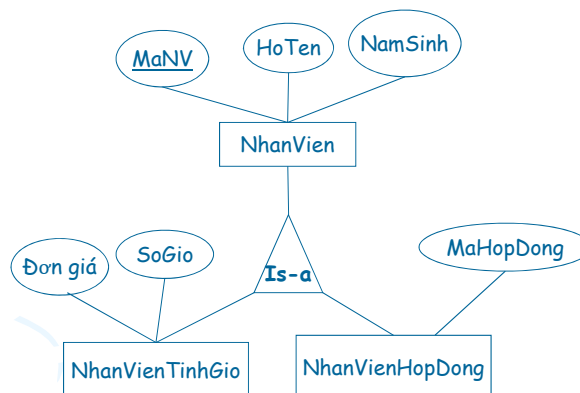 MaNV
HoTen
NamSinh
NhanVien
Đơn giá
SoGio
Is-a
MaHopDong
NhanVienTinhGio
NhanVienHopDong